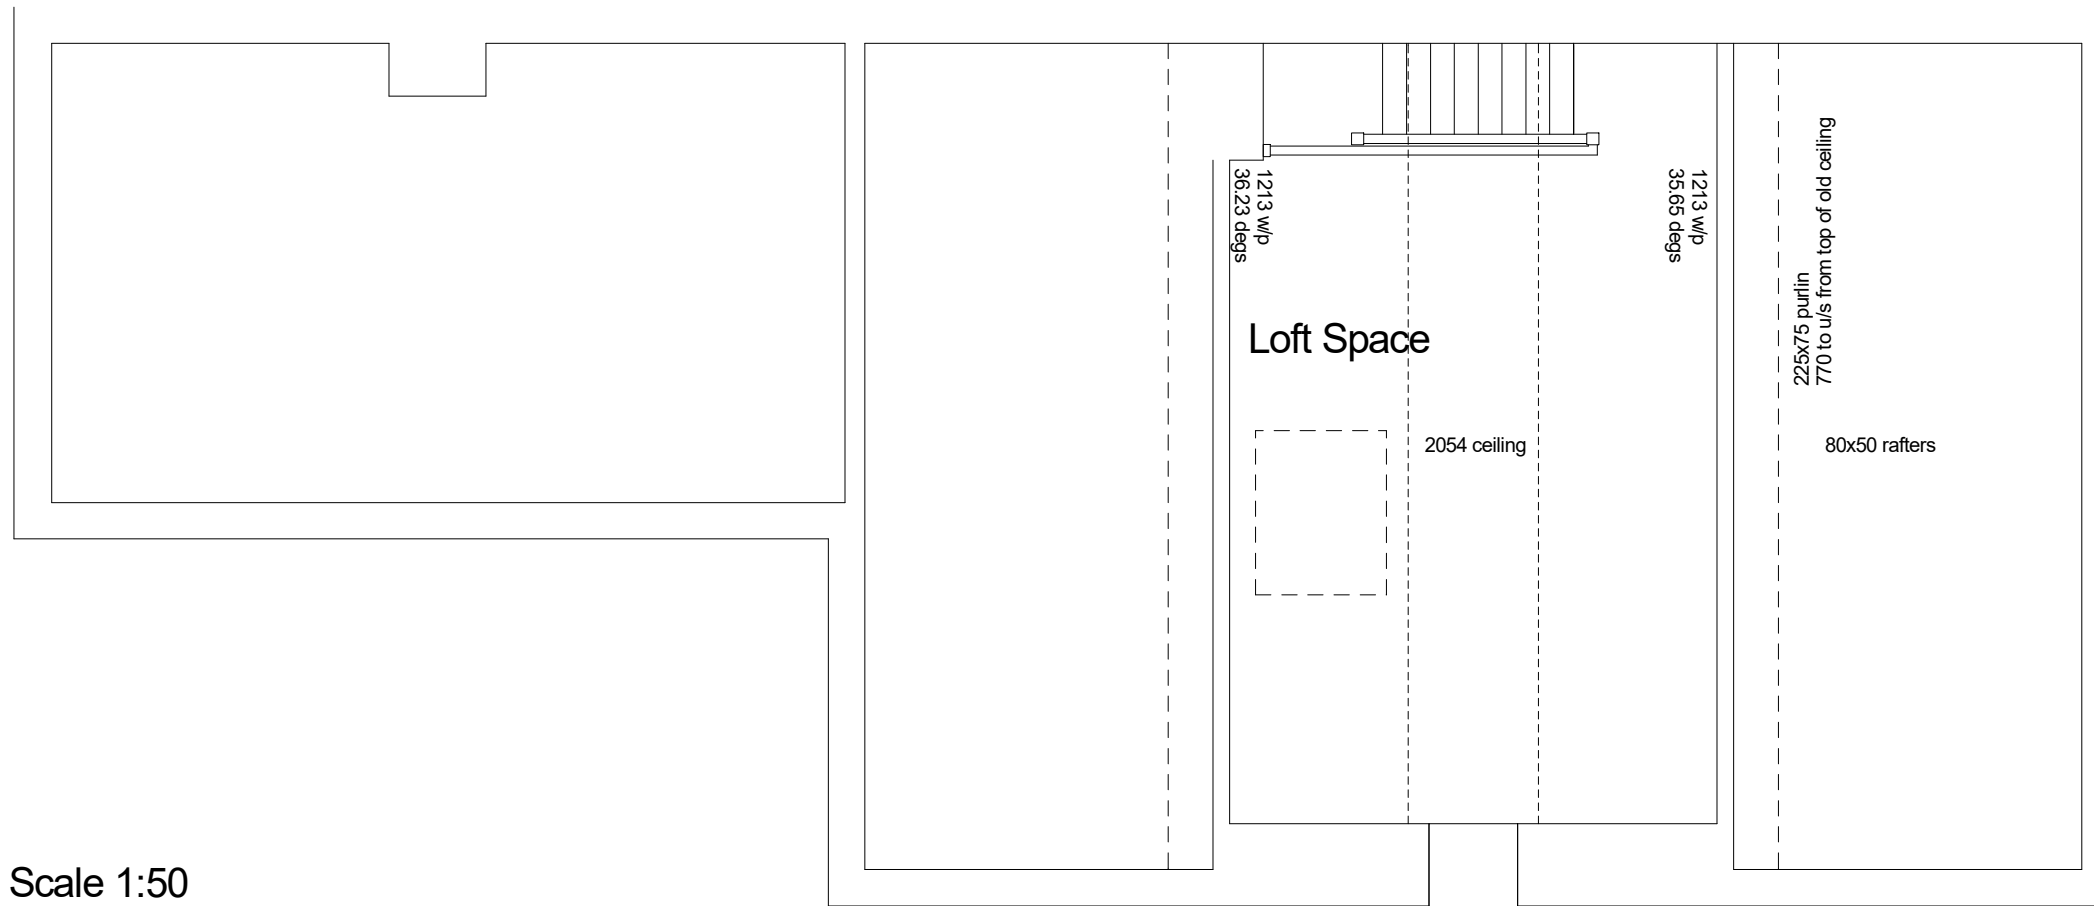 1213 w/p
36.23 degs
1213 w/p
35.65 degs
225x75 purlin
770 to u/s from top of old ceiling
Loft Space
2054 ceiling
80x50 rafters
Scale 1:50